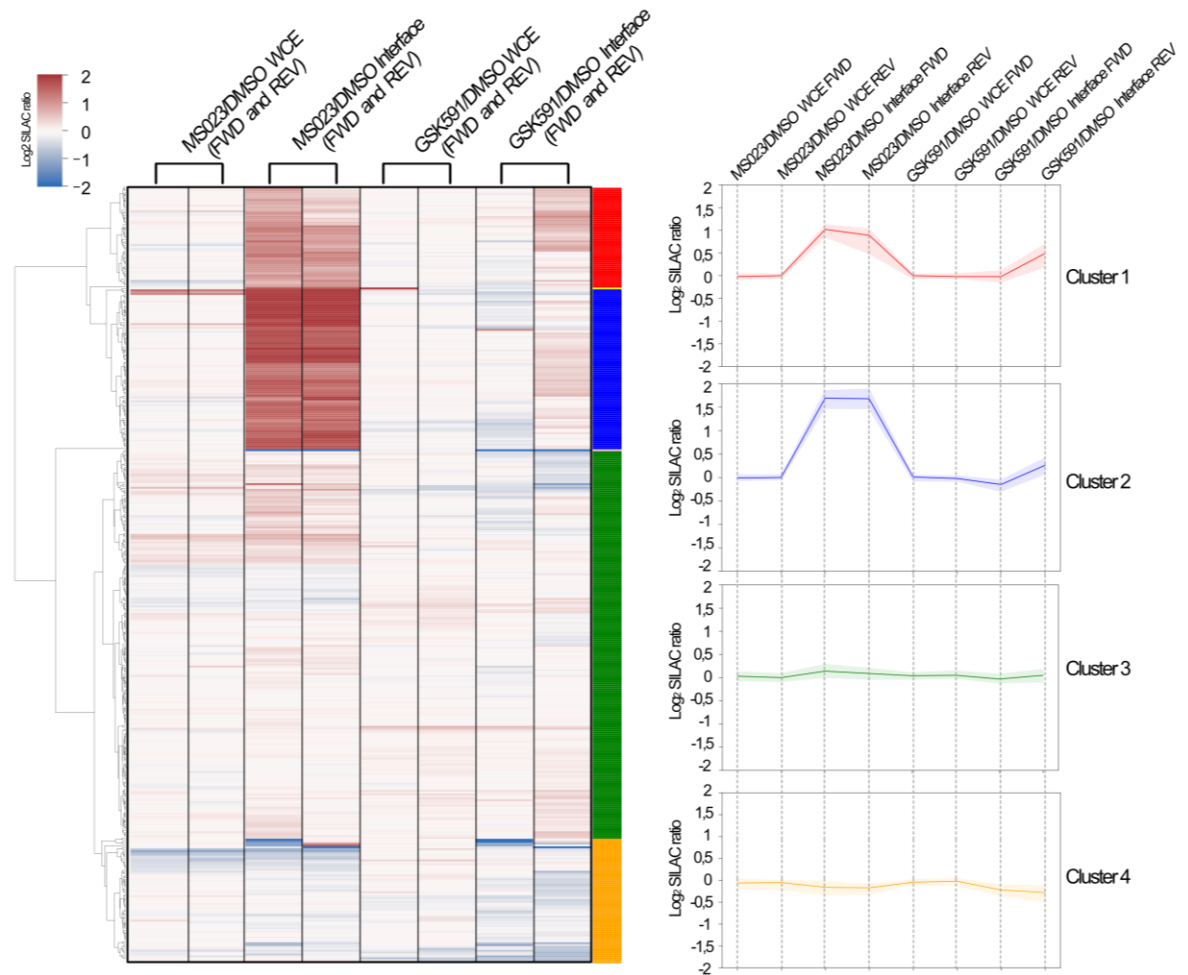 MS023/DMSO WCE
(FWD and REV)
MS023/DMSO Interface
(FWD and REV)
GSK591/DMSO WCE
(FWD and REV)
GSK591/DMSO Interface
(FWD and REV)
Log2 SILAC ratio
2
1
0
-1
-2
MS023/DMSO WCE FWD
MS023/DMSO WCE REV
MS023/DMSO Interface FWD
MS023/DMSO Interface REV
GSK591/DMSO WCE FWD
GSK591/DMSO WCE REV
GSK591/DMSO Interface FWD
GSK591/DMSO Interface REV
Log₂ SILAC ratio
2
1,5
1
0,5
0
-0,5
-1
-1,5
-2
Cluster 1
Log₂ SILAC ratio
2
1,5
1
0,5
0
-0,5
-1
-1,5
-2
Cluster 2
Log₂ SILAC ratio
2
1,5
1
0,5
0
-0,5
-1
-1,5
-2
Cluster 3
Log₂ SILAC ratio
2
1,5
1
0,5
0
-0,5
-1
-1,5
-2
Cluster 4